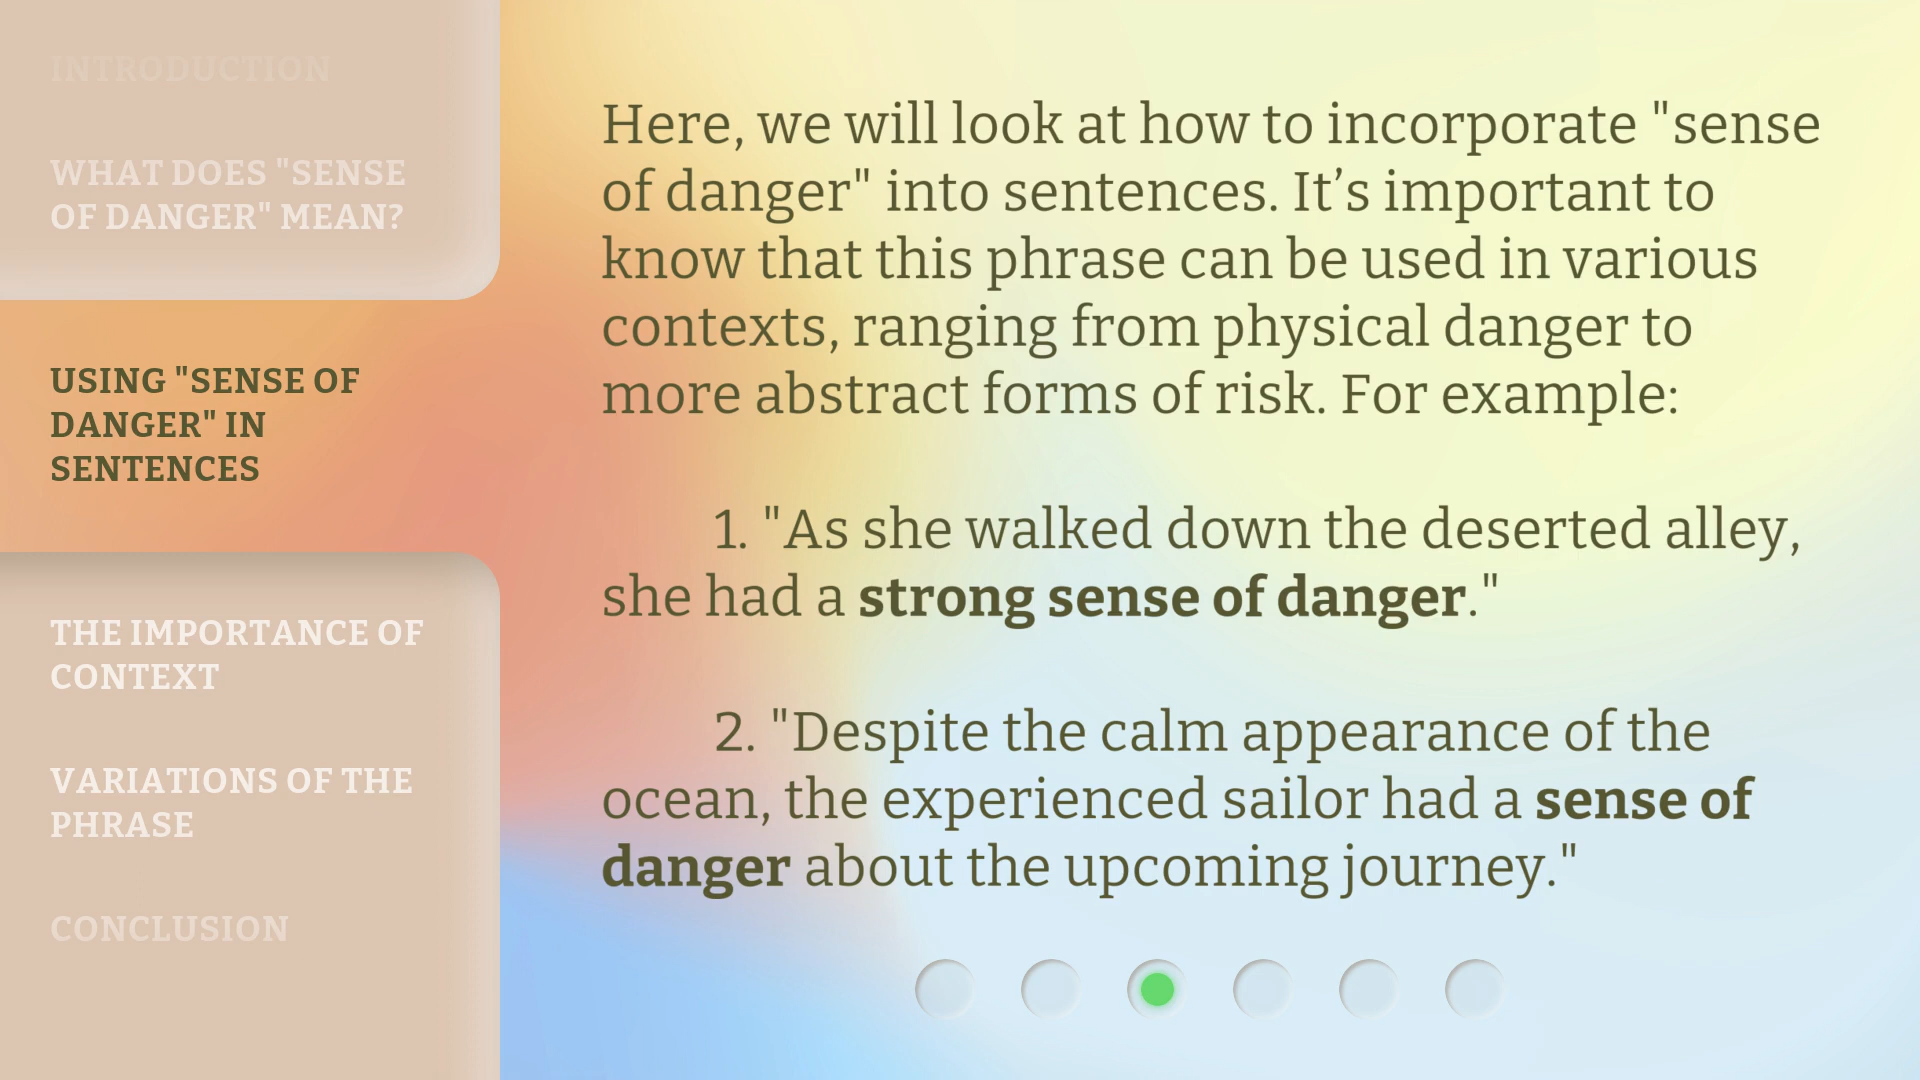 INTRODUCTION
WHAT DOES "SENSE
OF DANGER" MEAN?
USING "SENSE OF
DANGER" IN
SENTENCES
THE IMPORTANCE OF
CONTEXT
VARIATIONS OF THE
PHRASE
CONCLUSION
Here, we will look at how to incorporate "sense
of danger" into sentences. It’s important to
know that this phrase can be used in various
contexts, ranging from physical danger to
more abstract forms of risk. For example:
1. "As she walked down the deserted alley,
she had a strong sense of danger."
2. "Despite the calm appearance of the
ocean, the experienced sailor had a sense of
danger about the upcoming journey."